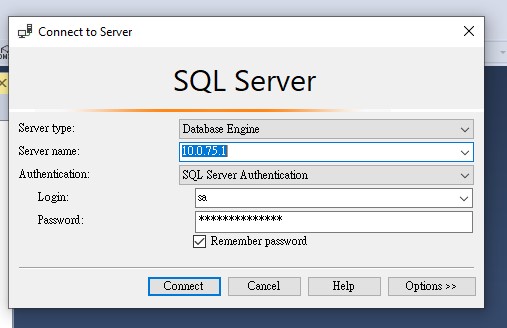 Connect to Server
SQL Server
Server type: Database Engine
Server name: 10.0.75.1
Authentication: SQL Server Authentication
Login: sa
Password: **************
Remember password
Connect Cancel Help Options >>